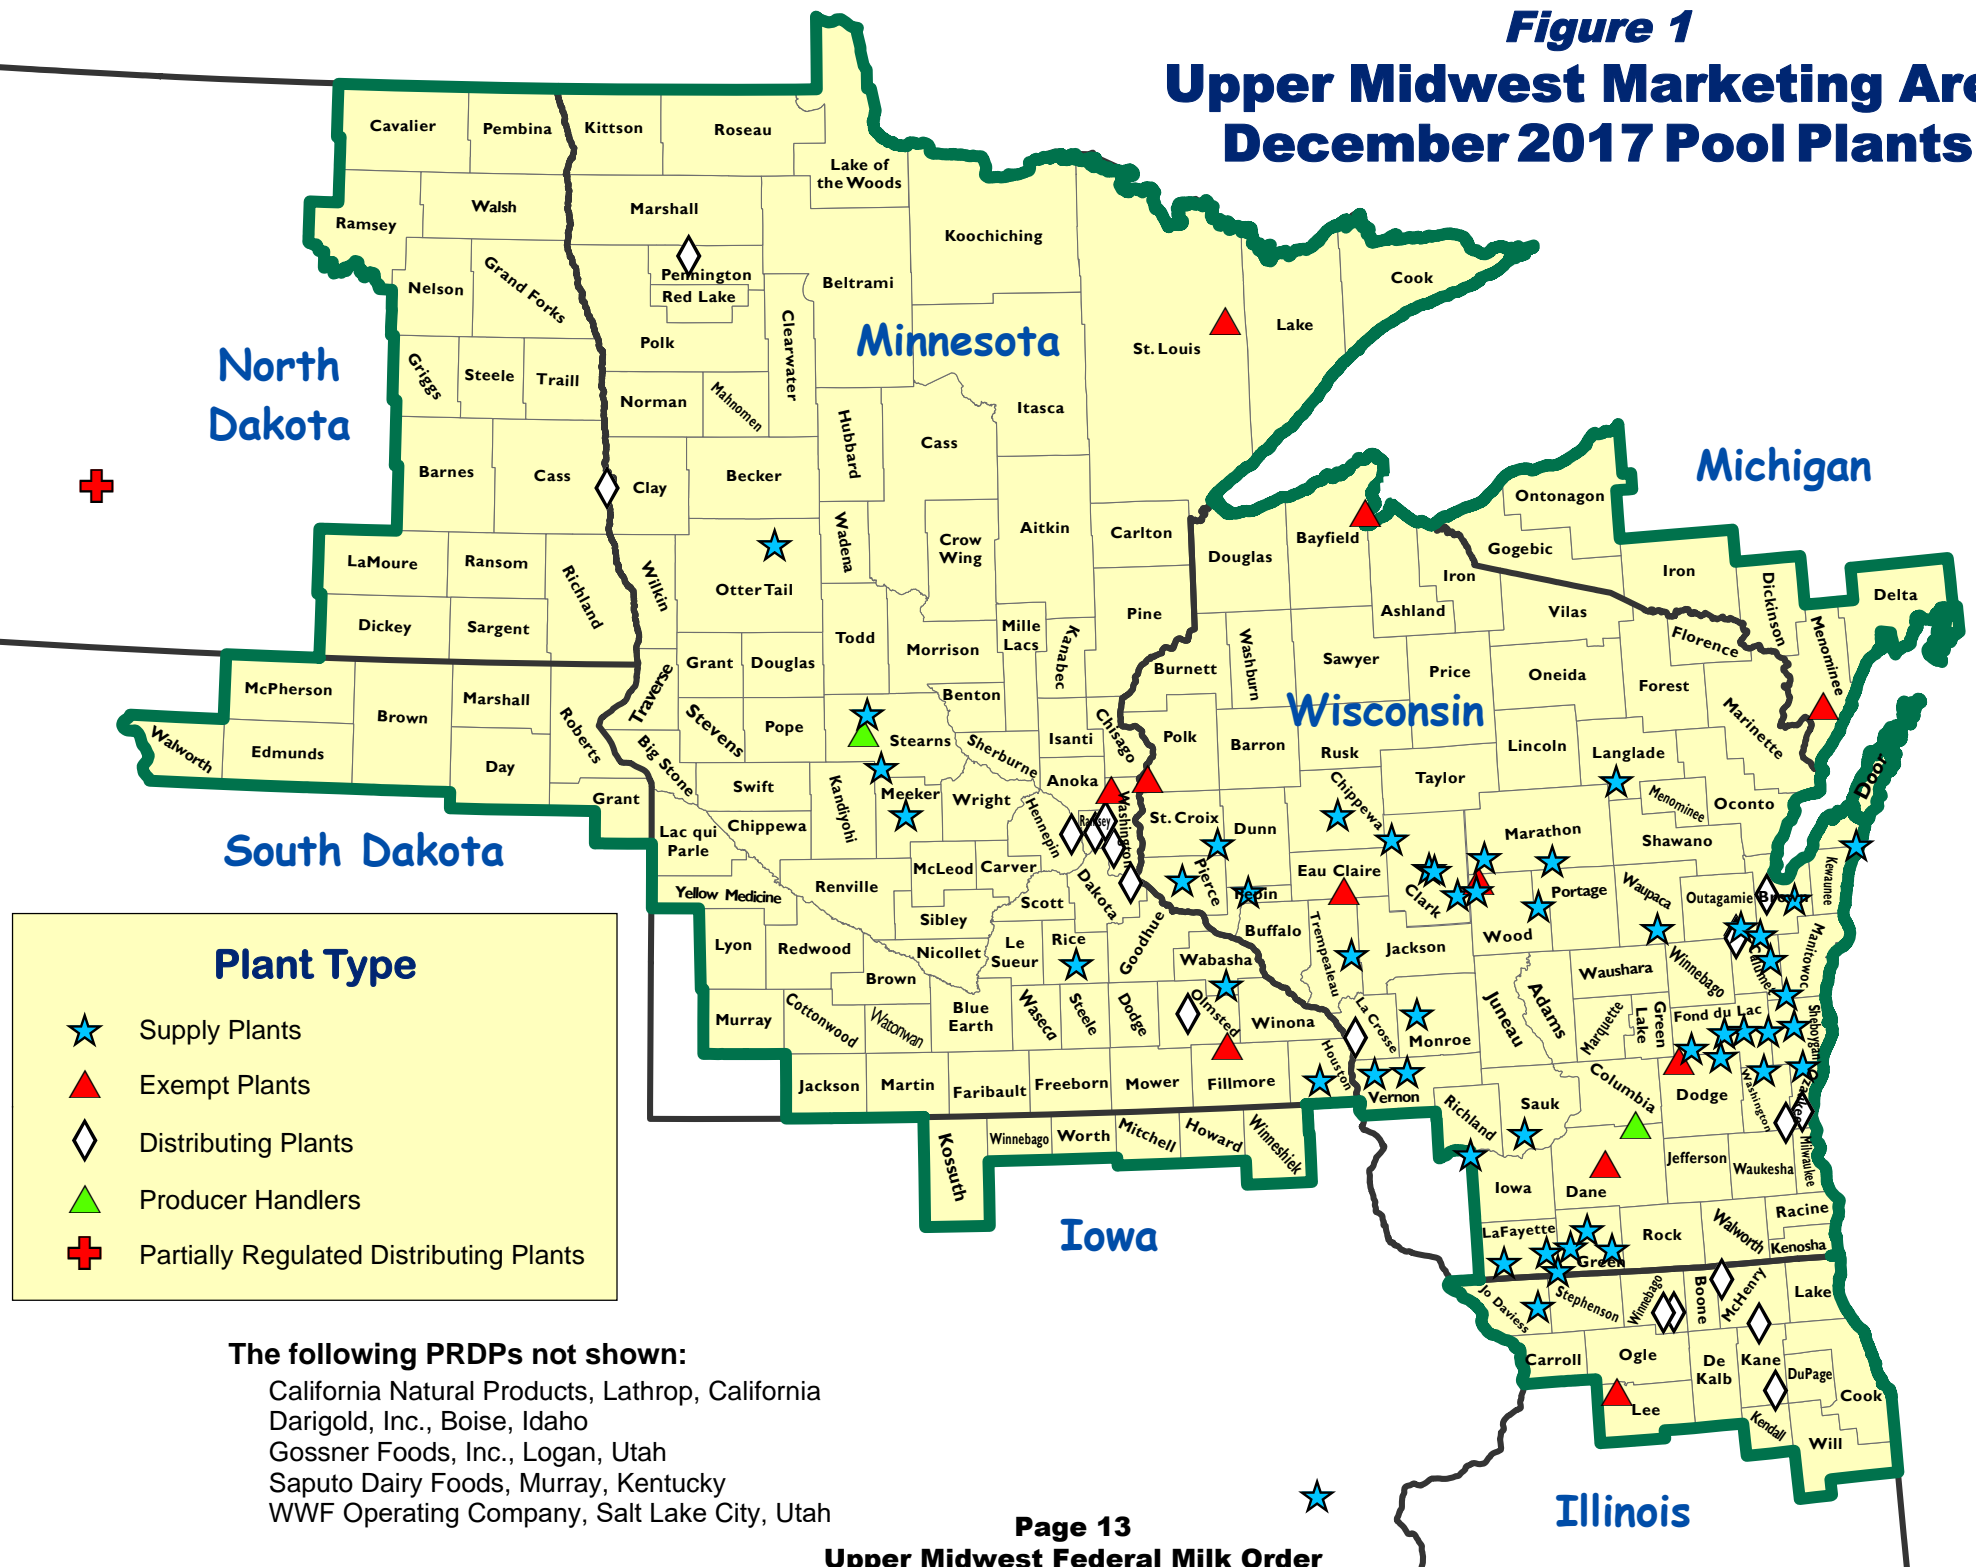 Figure 1
Upper Midwest Marketing Are
December 2017 Pool Plants
North
Dakota
Minnesota
Michigan
Wisconsin
South Dakota
Iowa
Illinois
Cavalier
Pembina
Kittson
Roseau
Lake of
the Woods
Ramsey
Walsh
Marshall
Koochiching
Pennington
Red Lake
Beltrami
Nelson
Grand Forks
Polk
Clearwater
St. Louis
Lake
Cook
Griggs
Steele
Traill
Norman
Mahnomen
Hubbard
Cass
Itasca
Barnes
Cass
Clay
Becker
Wadena
Crow
Wing
Aitkin
Carlton
Douglas
Bayfield
Ontonagon
Gogebic
Iron
Iron
Dickinson
Delta
Menominee
LaMoure
Ransom
Richland
Wilkin
Otter Tail
Dickey
Sargent
Todd
Morrison
Mille
Lacs
Kanabec
Pine
Ashland
Vilas
Florence
Burnett
Washburn
Sawyer
Price
Oneida
Forest
Marinette
McPherson
Brown
Marshall
Roberts
Traverse
Grant
Douglas
Benton
Walworth
Edmunds
Day
Grant
Big Stone
Stevens
Pope
Stearns
Sherburne
Isanti
Chisago
Polk
Barron
Rusk
Taylor
Lincoln
Langlade
Menominee
Oconto
Door
Swift
Kandiyohi
Meeker
Wright
Anoka
Hennepin
Ramsey
Washington
St. Croix
Dunn
Chippewa
Marathon
Shawano
Lac qui
Parle
Chippewa
Yellow Medicine
Renville
McLeod
Carver
Scott
Dakota
Pierce
Pepin
Eau Claire
Clark
Wood
Portage
Waupaca
Outagamie
Brown
Kewaunee
Lyon
Redwood
Sibley
Nicollet
Brown
Le
Sueur
Rice
Goodhue
Wabasha
Buffalo
Trempealeau
Jackson
Juneau
Adams
Waushara
Winnebago
Calumet
Manitowoc
Murray
Cottonwood
Watonwan
Blue
Earth
Waseca
Steele
Dodge
Olmsted
Winona
La Crosse
Monroe
Marquette
Green
Lake
Fond du Lac
Sheboygan
Jackson
Martin
Faribault
Freeborn
Mower
Fillmore
Houston
Vernon
Richland
Sauk
Columbia
Dodge
Washington
Ozaukee
Kossuth
Winnebago
Worth
Mitchell
Howard
Winneshiek
Iowa
Dane
Jefferson
Waukesha
Milwaukee
LaFayette
Green
Rock
Walworth
Racine
Kenosha
Jo Daviess
Stephenson
Winnebago
Boone
McHenry
Lake
Carroll
Ogle
De
Kalb
Kane
DuPage
Cook
Lee
Kendall
Will
Plant Type
Supply Plants
Exempt Plants
Distributing Plants
Producer Handlers
Partially Regulated Distributing Plants
The following PRDPs not shown:
California Natural Products, Lathrop, California
Darigold, Inc., Boise, Idaho
Gossner Foods, Inc., Logan, Utah
Saputo Dairy Foods, Murray, Kentucky
WWF Operating Company, Salt Lake City, Utah
Page 13
Upper Midwest Federal Milk Order